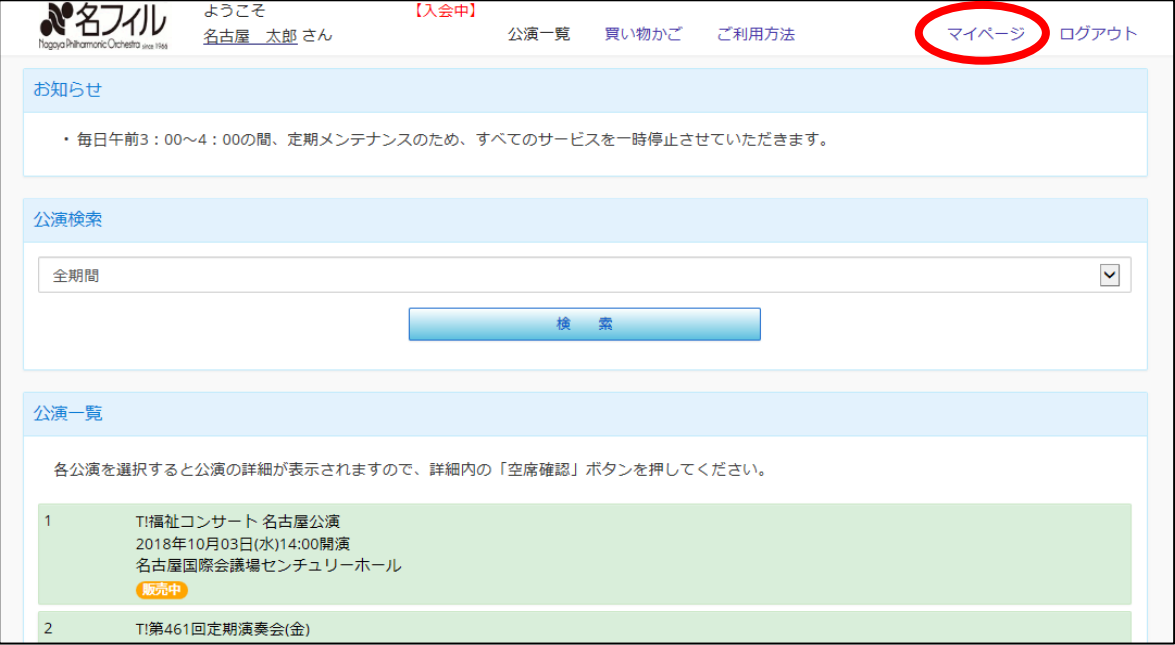 名フィル
Nagoya Philharmonic Orchestra since 1966
ようこそ
名古屋　太郎 さん
【入会中】
公演一覧 買い物かご ご利用方法 マイページ ログアウト
お知らせ
・毎日午前3：00～4：00の間、定期メンテナンスのため、すべてのサービスを一時停止させていただきます。
公演検索
全期間
検　索
公演一覧
各公演を選択すると公演の詳細が表示されますので、詳細内の「空席確認」ボタンを押してください。
1 T!福祉コンサート 名古屋公演
2018年10月03日(水)14:00開演
名古屋国際会議場センチュリーホール
販売中
2 T!第461回定期演奏会(金)